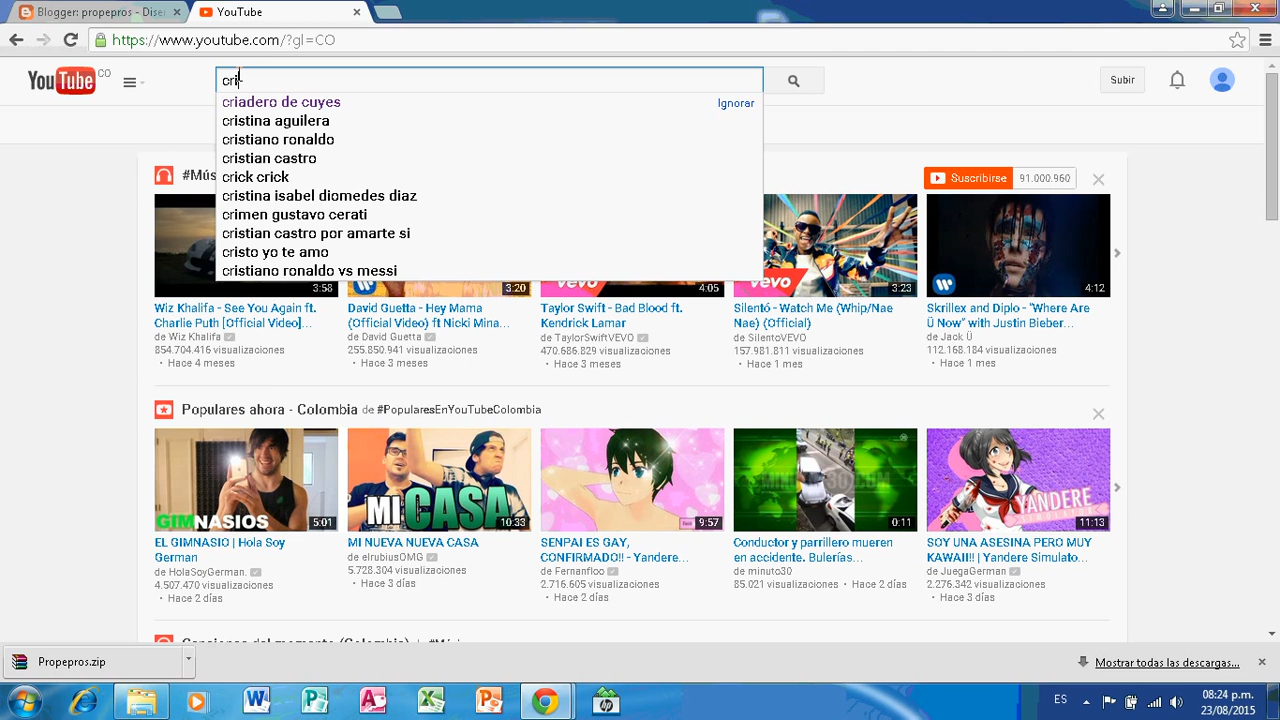 Blogger: propepros - Diser
YouTube
https://www.youtube.com/?gl=CO
YouTube CO
cri
Subir
criadero de cuyes
Ignorar
cristina aguilera
cristiano ronaldo
cristian castro
crick crick
cristina isabel diomedes diaz
crimen gustavo cerati
cristian castro por amarte si
cristo yo te amo
cristiano ronaldo vs messi
#Mús
Suscribirse
91.000.960
3:58
3:20
vevo
4:05
vevo
3:23
4:12
Wiz Khalifa - See You Again ft.
Charlie Puth [Official Video]...
de Wiz Khalifa
854.704.416 visualizaciones
• Hace 4 meses
David Guetta - Hey Mama
(Official Video) ft Nicki Mina...
de David Guetta
255.850.941 visualizaciones
• Hace 3 meses
Taylor Swift - Bad Blood ft.
Kendrick Lamar
de TaylorSwiftVEVO
470.686.829 visualizaciones
• Hace 3 meses
Silentó - Watch Me (Whip/Nae
Nae) (Official)
de SilentoVEVO
157.981.811 visualizaciones
• Hace 1 mes
Skrillex and Diplo - "Where Are
Ü Now" with Justin Bieber...
de Jack Ü
112.168.184 visualizaciones
• Hace 1 mes
Populares ahora - Colombia de #PopularesEnYouTubeColombia
GIMNASIOS
5:01
MI CASA
10:33
9:57
0:11
YANDERE
11:13
EL GIMNASIO | Hola Soy
German
de HolaSoyGerman.
4.507.470 visualizaciones
• Hace 2 días
MI NUEVA NUEVA CASA
de elrubiusOMG
5.728.304 visualizaciones
• Hace 3 días
SENPAI ES GAY,
CONFIRMADO!! - Yandere...
de Fernanfloo
2.716.605 visualizaciones
• Hace 2 días
Conductor y parrillero mueren
en accidente. Bulerías...
de minuto30
85.021 visualizaciones • Hace 2 días
SOY UNA ASESINA PERO MUY
KAWAII!! | Yandere Simulato...
de JuegaGerman
2.276.342 visualizaciones
• Hace 3 días
Canciones del momento (Colombia) de #Músi
Propepros.zip
Mostrar todas las descargas...
ES
08:24 p.m.
23/08/2015